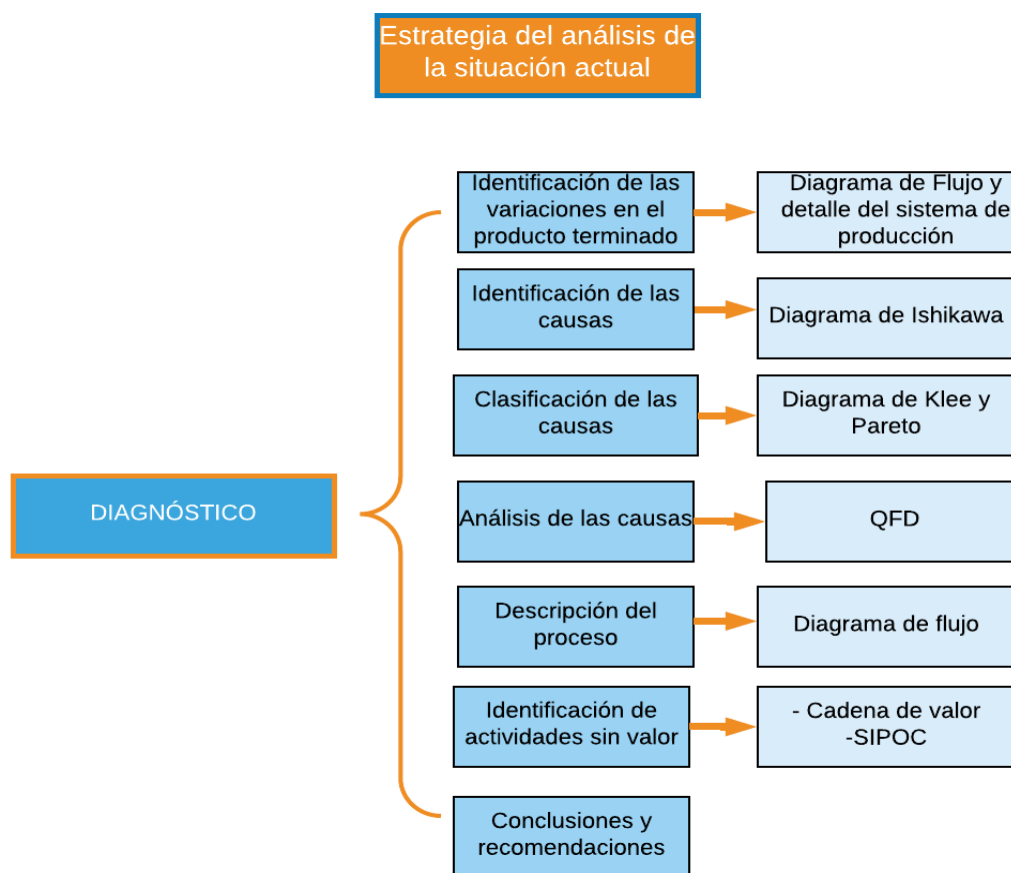 Estrategia del análisis de
la situación actual
Identificación de las
variaciones en el
producto terminado
Diagrama de Flujo y
detalle del sistema de
producción
Identificación de las
causas
Diagrama de Ishikawa
Clasificación de las
causas
Diagrama de Klee y
Pareto
DIAGNÓSTICO
Análisis de las causas
QFD
Descripción del
proceso
Diagrama de flujo
Identificación de
actividades sin valor
- Cadena de valor
-SIPOC
Conclusiones y
recomendaciones